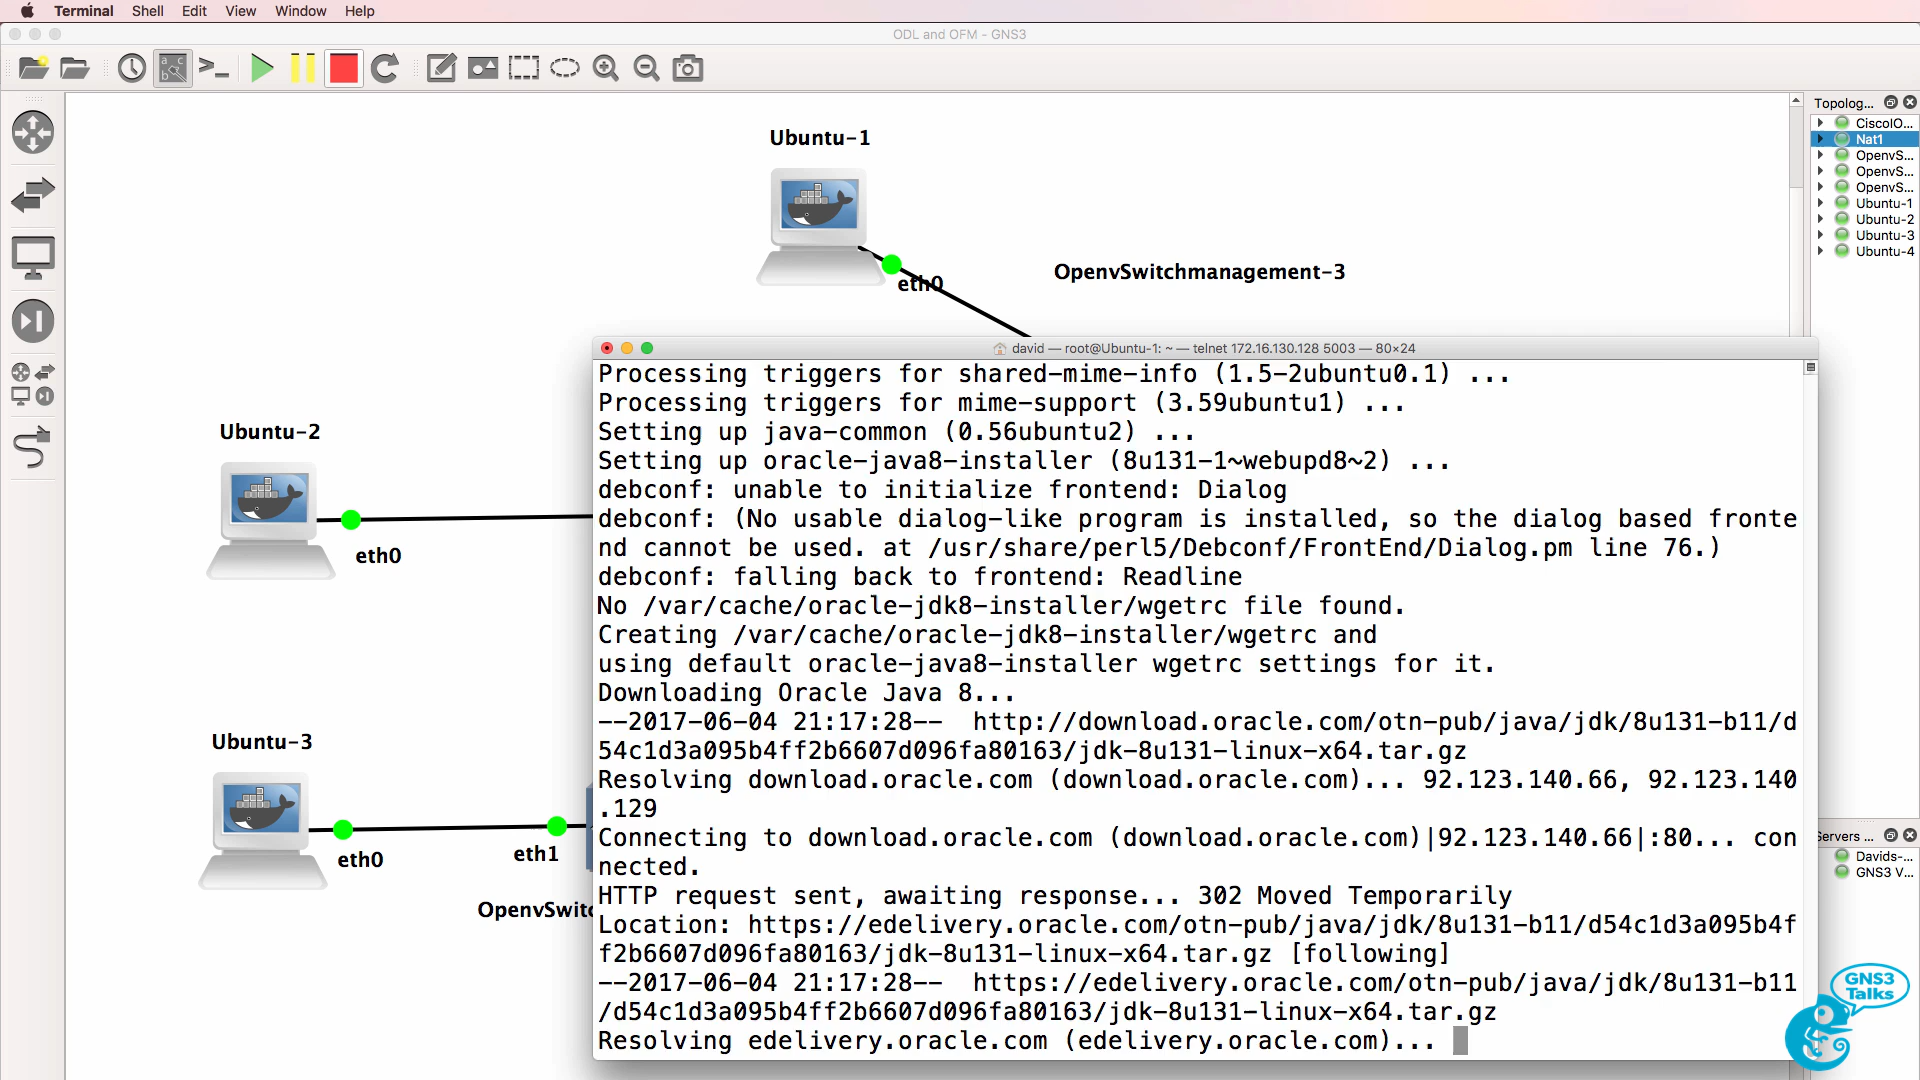 Terminal Shell Edit View Window Help
ODL and OFM - GNS3
Ubuntu-1
eth0
OpenvSwitchmanagement-3
Ubuntu-2
eth0
Ubuntu-3
eth0
eth1
OpenvSwitc
david — root@Ubuntu-1: ~ — telnet 172.16.130.128 5003 — 80×24
Processing triggers for shared-mime-info (1.5-2ubuntu0.1) ...
Processing triggers for mime-support (3.59ubuntu1) ...
Setting up java-common (0.56ubuntu2) ...
Setting up oracle-java8-installer (8u131-1~webupd8~2) ...
debconf: unable to initialize frontend: Dialog
debconf: (No usable dialog-like program is installed, so the dialog based fronte
nd cannot be used. at /usr/share/perl5/Debconf/FrontEnd/Dialog.pm line 76.)
debconf: falling back to frontend: Readline
No /var/cache/oracle-jdk8-installer/wgetrc file found.
Creating /var/cache/oracle-jdk8-installer/wgetrc and
using default oracle-java8-installer wgetrc settings for it.
Downloading Oracle Java 8...
--2017-06-04 21:17:28--  http://download.oracle.com/otn-pub/java/jdk/8u131-b11/d
54c1d3a095b4ff2b6607d096fa80163/jdk-8u131-linux-x64.tar.gz
Resolving download.oracle.com (download.oracle.com)... 92.123.140.66, 92.123.140
.129
Connecting to download.oracle.com (download.oracle.com)|92.123.140.66|:80... con
nected.
HTTP request sent, awaiting response... 302 Moved Temporarily
Location: https://edelivery.oracle.com/otn-pub/java/jdk/8u131-b11/d54c1d3a095b4f
f2b6607d096fa80163/jdk-8u131-linux-x64.tar.gz [following]
--2017-06-04 21:17:28--  https://edelivery.oracle.com/otn-pub/java/jdk/8u131-b11
/d54c1d3a095b4ff2b6607d096fa80163/jdk-8u131-linux-x64.tar.gz
Resolving edelivery.oracle.com (edelivery.oracle.com)...
Topolog...
CiscoIO...
Nat1
OpenvS...
OpenvS...
OpenvS...
Ubuntu-1
Ubuntu-2
Ubuntu-3
Ubuntu-4
Servers ...
Davids-...
GNS3 V...
GNS3
Talks